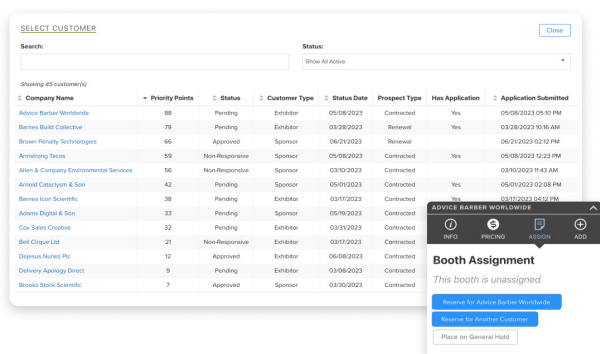 SELECT CUSTOMER
Close
Search:
Status:
Show All Active
Showing 45 customer(s)
Company Name Priority Points Status Customer Type Status Date Prospect Type Has Application Application Submitted
Advice Barber Worldwide 88 Pending Exhibitor 05/08/2023 Contracted Yes 05/08/2023 05:10 PM
Bernes Build Collective 79 Pending Exhibitor 03/28/2023 Renewal Yes 03/28/2023 10:16 AM
Brown Penalty Technologies 66 Approved Sponsor 06/21/2023 Renewal 06/21/2023 02:12 PM
Armstrong Tacos 59 Non-Responsive Sponsor 05/08/2023 Contracted Yes 05/08/2023 12:23 PM
Allen & Company Environmental Services 56 Non-Responsive Sponsor 03/10/2023 Contracted 03/10/2023 11:43 AM
Arnold Cataclysm & Son 42 Pending Sponsor 05/01/2023 Contracted Yes 05/01/2023 02:08 PM
Bernes Icon Scientific 38 Pending Exhibitor 03/17/2023 Contracted Yes 03/17/2023 04:12 PM
Adams Digital & Son 33 Pending Sponsor 05/19/2023 Contracted
Cox Sales Creative 32 Pending Exhibitor 03/31/2023 Contracted
Bell Cirque Ltd 21 Non-Responsive Exhibitor 03/17/2023 Contracted
Dejesus Nunez Plc 12 Approved Exhibitor 06/08/2023 Contracted
Delivery Apology Direct 9 Pending Exhibitor 03/08/2023 Contracted
Brooks Stock Scientific 7 Approved Sponsor 03/30/2023 Contracted
ADVICE BARBER WORLDWIDE
INFO PRICING ASSIGN ADD
Booth Assignment
This booth is unassigned.
Reserve for Advice Barber Worldwide
Reserve for Another Customer
Place on General Hold